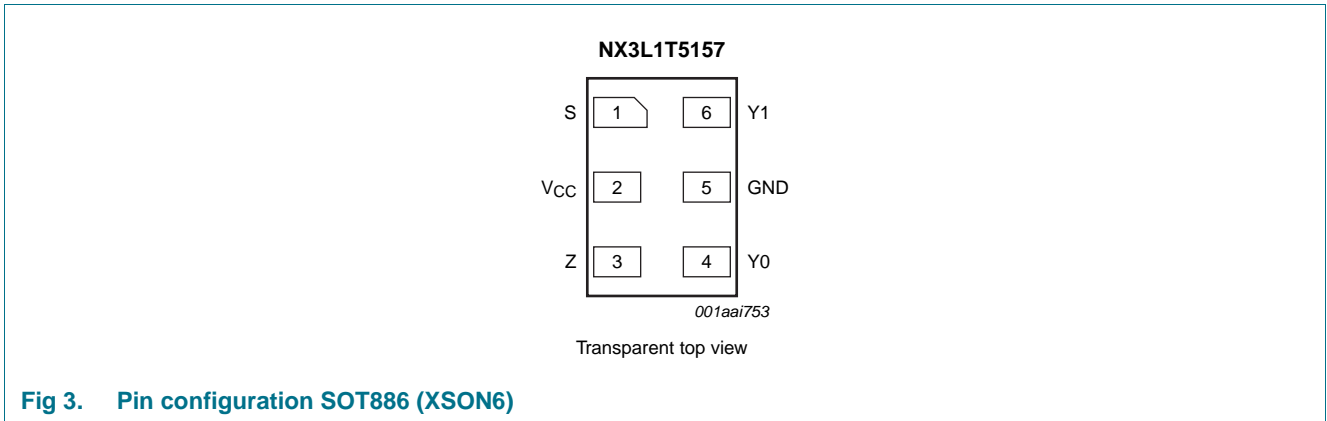 NX3L1T5157
S 1 6 Y1
VCC 2 5 GND
Z 3 4 Y0
001aai753
Transparent top view
Fig 3. Pin configuration SOT886 (XSON6)